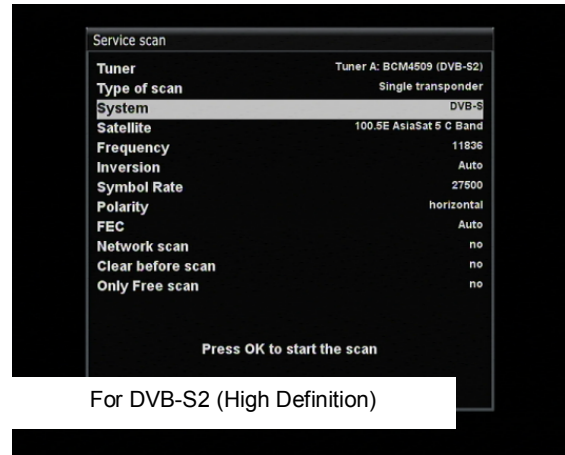 Service scan
Tuner Tuner A: BCM4509 (DVB-S2)
Type of scan Single transponder
System DVB-S
Satellite 100.5E AsiaSat 5 C Band
Frequency 11836
Inversion Auto
Symbol Rate 27500
Polarity horizontal
FEC Auto
Network scan no
Clear before scan no
Only Free scan no
Press OK to start the scan
For DVB-S2 (High Definition)